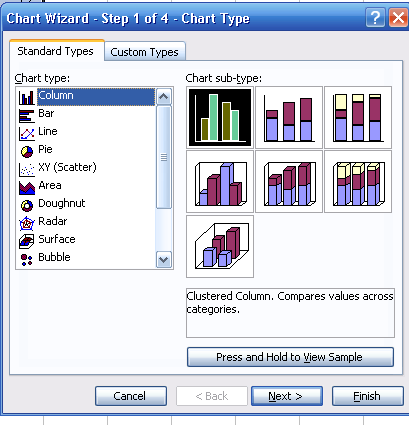 Chart Wizard - Step 1 of 4 - Chart Type
Standard Types
Custom Types
Chart type:
Column
Bar
Line
Pie
XY (Scatter)
Area
Doughnut
Radar
Surface
Bubble
Chart sub-type:
Clustered Column. Compares values across
categories.
Press and Hold to View Sample
Cancel
< Back
Next >
Finish